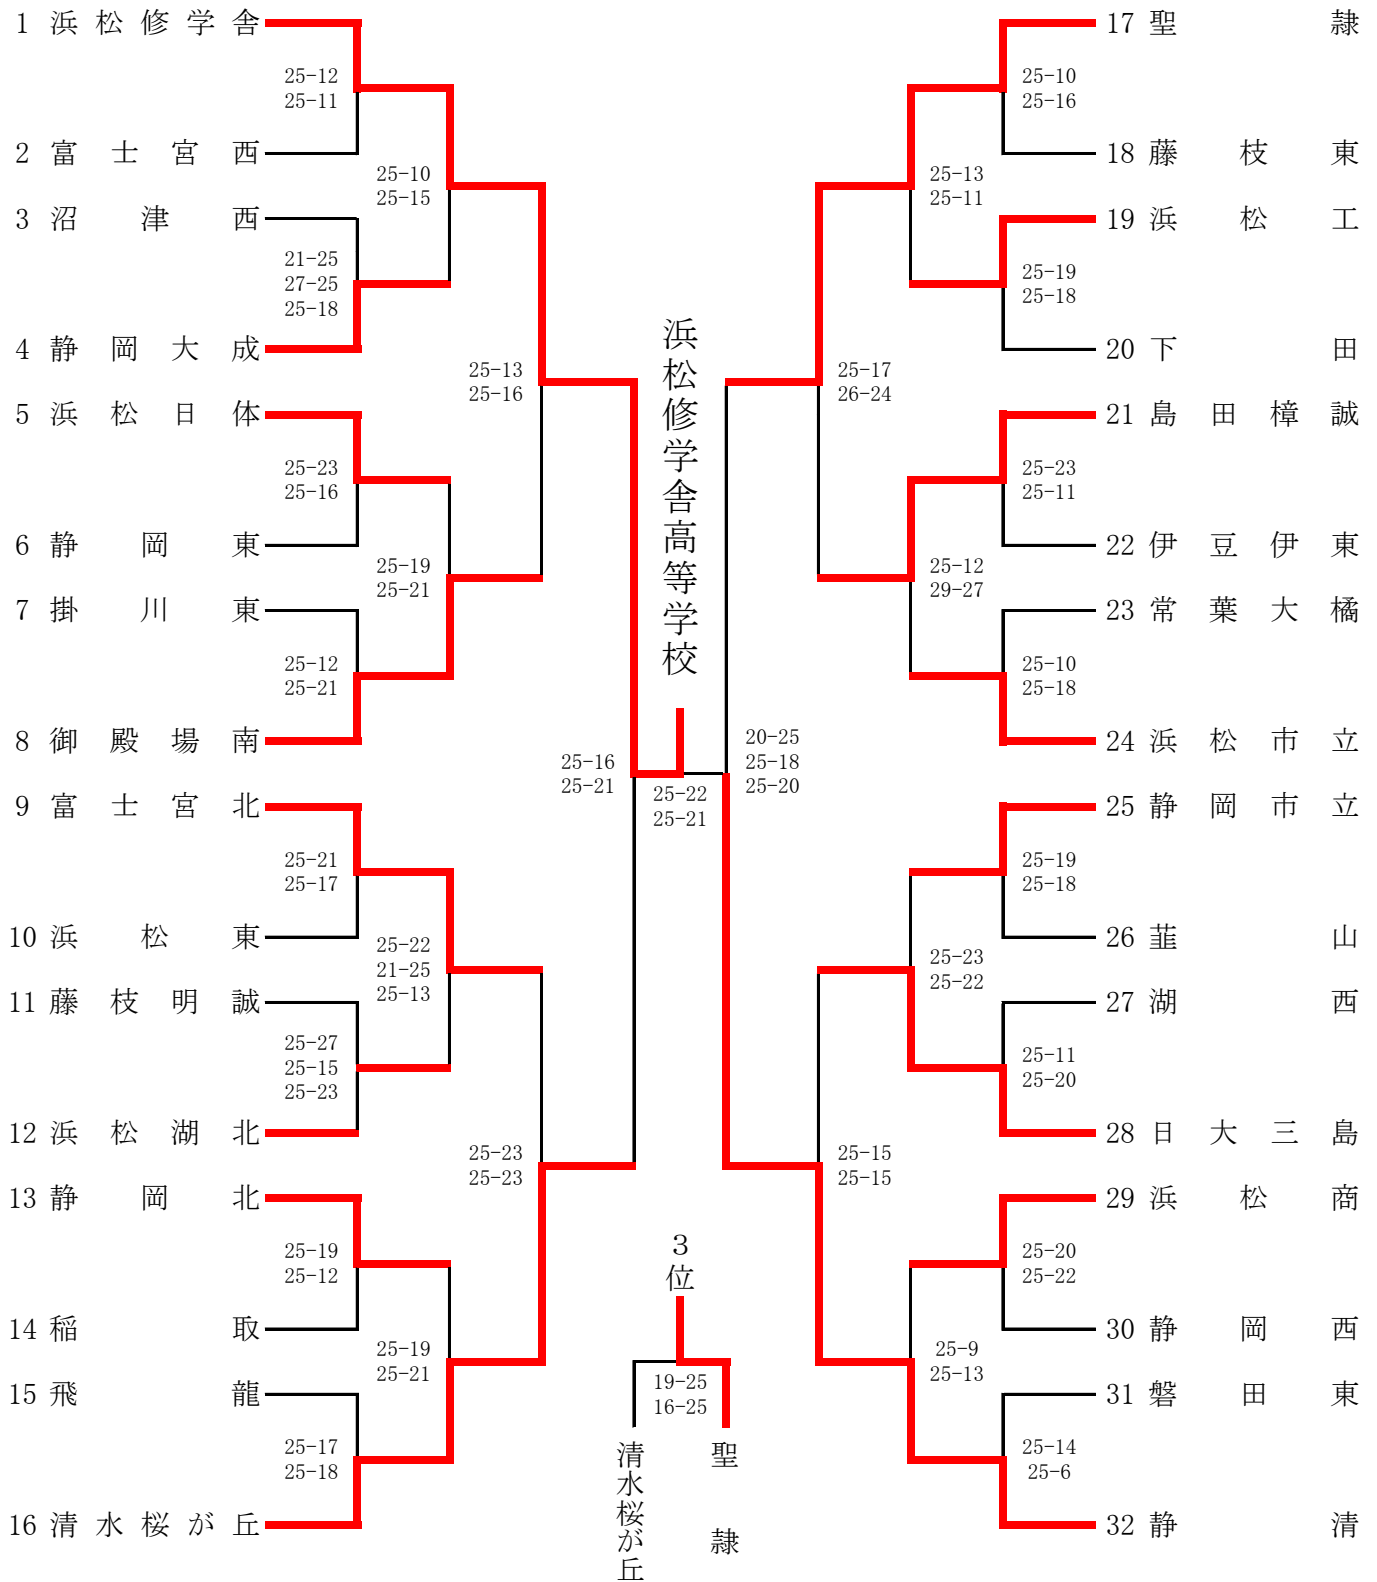 1 浜松修学舎
25-12
25-11
2 富士宮西
25-10
25-15
3 沼津西
21-25
27-25
25-18
4 静岡大成
25-13
25-16
5 浜松日体
25-23
25-16
6 静岡東
25-19
25-21
7 掛川東
25-12
25-21
8 御殿場南
25-16
25-21
9 富士宮北
25-21
25-17
10 浜松東
25-22
21-25
25-13
11 藤枝明誠
25-27
25-15
25-23
12 浜松湖北
25-23
25-23
13 静岡北
25-19
25-12
14 稲取
25-19
25-21
15 飛龍
25-17
25-18
16 清水桜が丘
浜松修学舎高等学校
25-22
25-21
3位
19-25
16-25
清水桜が丘
聖隷
17 聖隷
25-10
25-16
18 藤枝東
25-13
25-11
19 浜松工
25-19
25-18
20 下田
25-17
26-24
21 島田樟誠
25-23
25-11
22 伊豆伊東
25-12
29-27
23 常葉大橘
25-10
25-18
24 浜松市立
20-25
25-18
25-20
25 静岡市立
25-19
25-18
26 韮山
25-23
25-22
27 湖西
25-11
25-20
28 日大三島
25-15
25-15
29 浜松商
25-20
25-22
30 静岡西
25-9
25-13
31 磐田東
25-14
25-6
32 静清